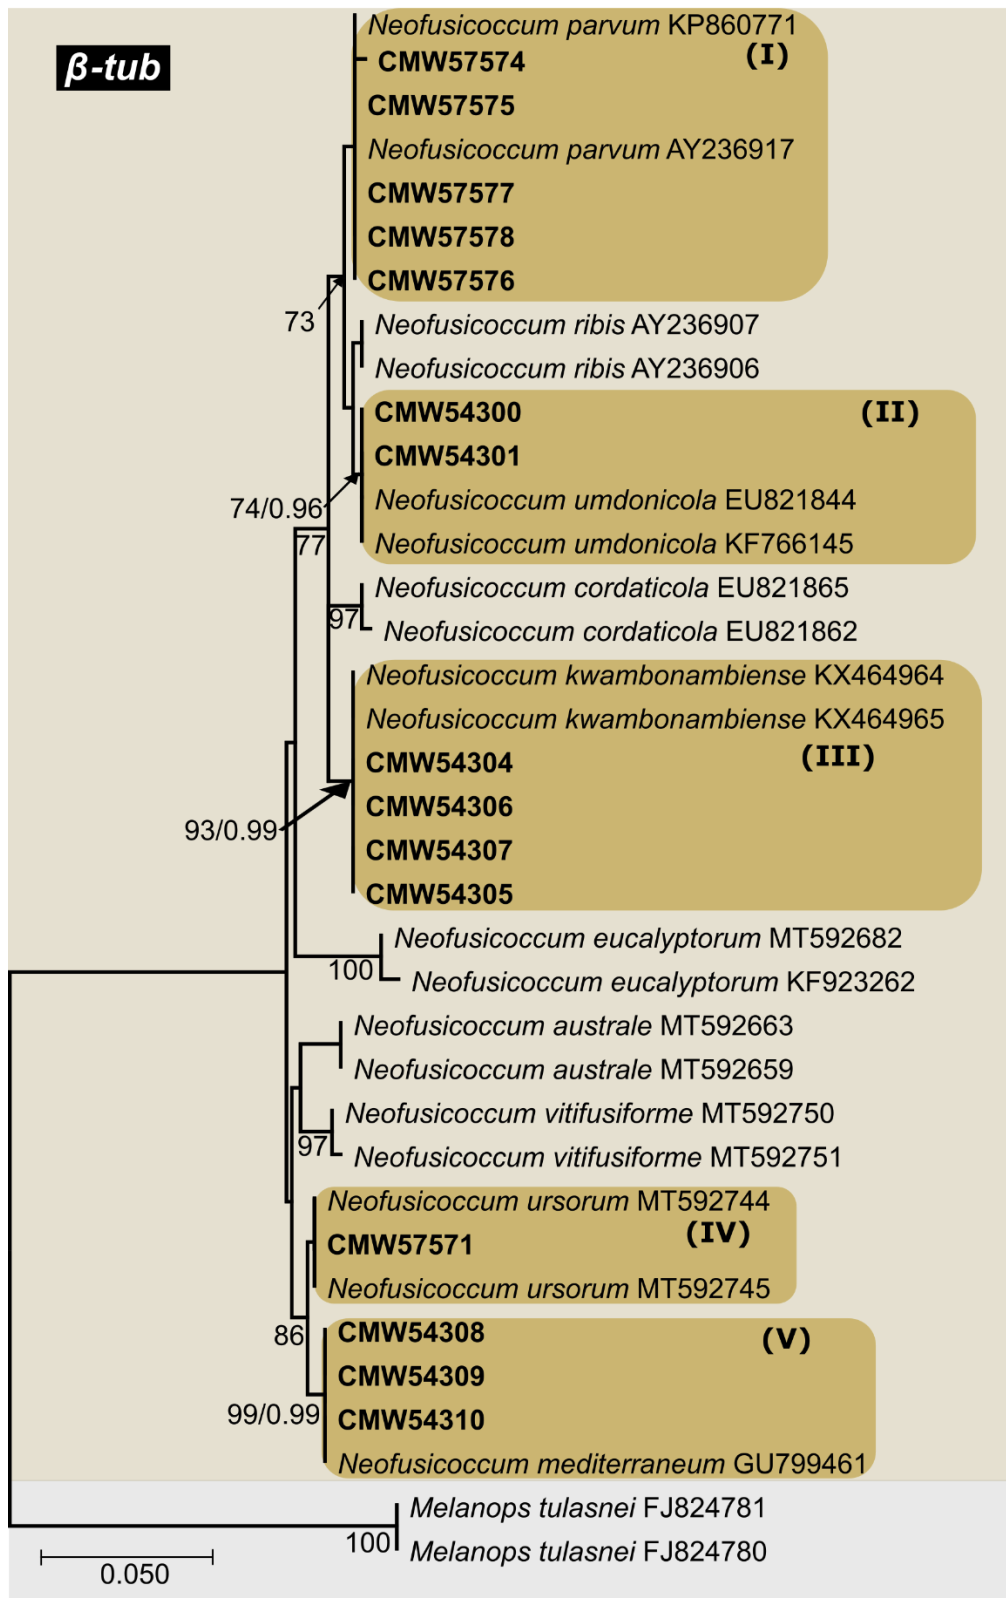 Neofusicoccum parvum KP860771
β-tub
CMW57574
(I)
CMW57575
Neofusicoccum parvum AY236917
CMW57577
CMW57578
CMW57576
73
Neofusicoccum ribis AY236907
Neofusicoccum ribis AY236906
CMW54300
(II)
CMW54301
74/0.96
Neofusicoccum umdonicola EU821844
77
Neofusicoccum umdonicola KF766145
Neofusicoccum cordaticola EU821865
97
Neofusicoccum cordaticola EU821862
Neofusicoccum kwambonambiense KX464964
Neofusicoccum kwambonambiense KX464965
CMW54304
(III)
CMW54306
93/0.99
CMW54307
CMW54305
Neofusicoccum eucalyptorum MT592682
100
Neofusicoccum eucalyptorum KF923262
Neofusicoccum australe MT592663
Neofusicoccum australe MT592659
Neofusicoccum vitifusiforme MT592750
97
Neofusicoccum vitifusiforme MT592751
Neofusicoccum ursorum MT592744
CMW57571
(IV)
Neofusicoccum ursorum MT592745
86
CMW54308
(V)
CMW54309
99/0.99
CMW54310
Neofusicoccum mediterraneum GU799461
Melanops tulasnei FJ824781
100
Melanops tulasnei FJ824780
0.050